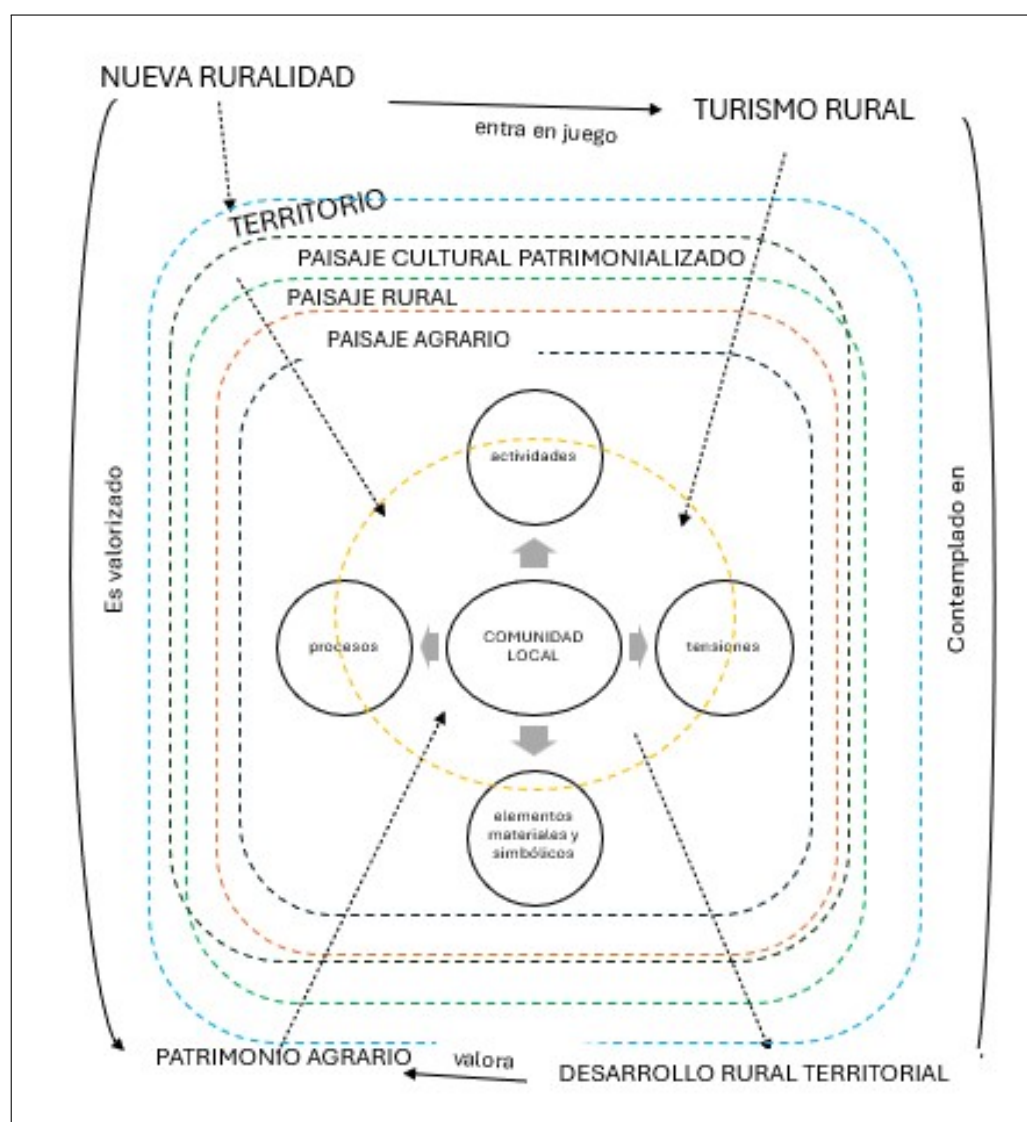 NUEVA RURALIDAD
entra en juego
TURISMO RURAL
TERRITORIO
PAISAJE CULTURAL PATRIMONIALIZADO
PAISAJE RURAL
PAISAJE AGRARIO
actividades
Es valorizado
Contemplado en
procesos
COMUNIDAD
LOCAL
tensiones
elementos
materiales y
simbólicos
PATRIMONIO AGRARIO
valora
DESARROLLO RURAL TERRITORIAL